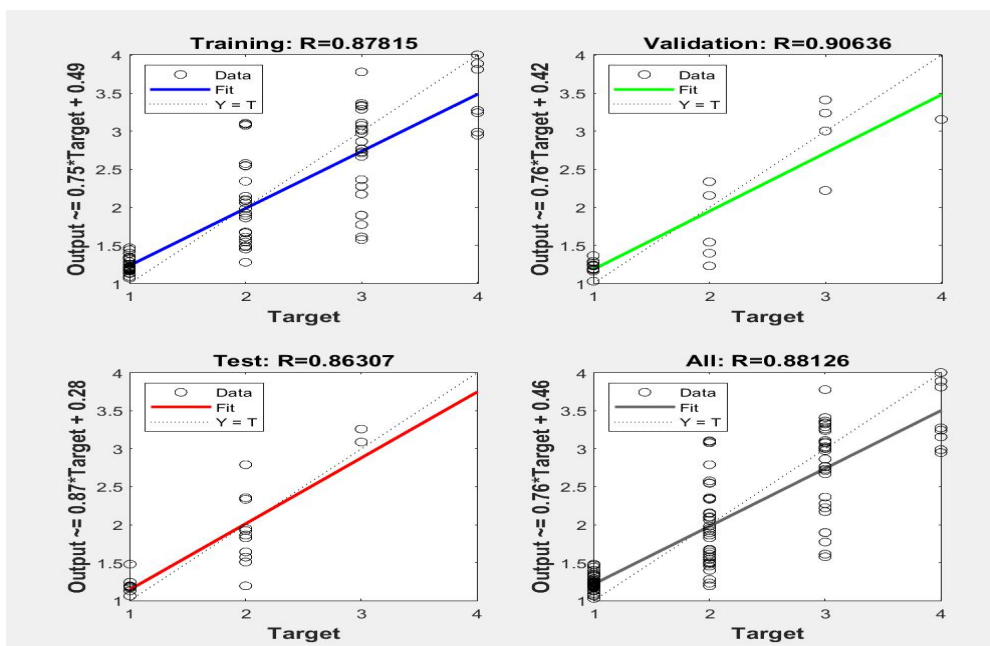 Training: R=0.87815
Output ~= 0.75*Target + 0.49
4
3.5
3
2.5
2
1.5
1
Data
Fit
Y = T
1 2 3 4
Target
Validation: R=0.90636
Output ~= 0.76*Target + 0.42
4
3.5
3
2.5
2
1.5
1
Data
Fit
Y = T
1 2 3 4
Target
Test: R=0.86307
Output ~= 0.87*Target + 0.28
4
3.5
3
2.5
2
1.5
1
Data
Fit
Y = T
1 2 3 4
Target
All: R=0.88126
Output ~= 0.76*Target + 0.46
4
3.5
3
2.5
2
1.5
1
Data
Fit
Y = T
1 2 3 4
Target